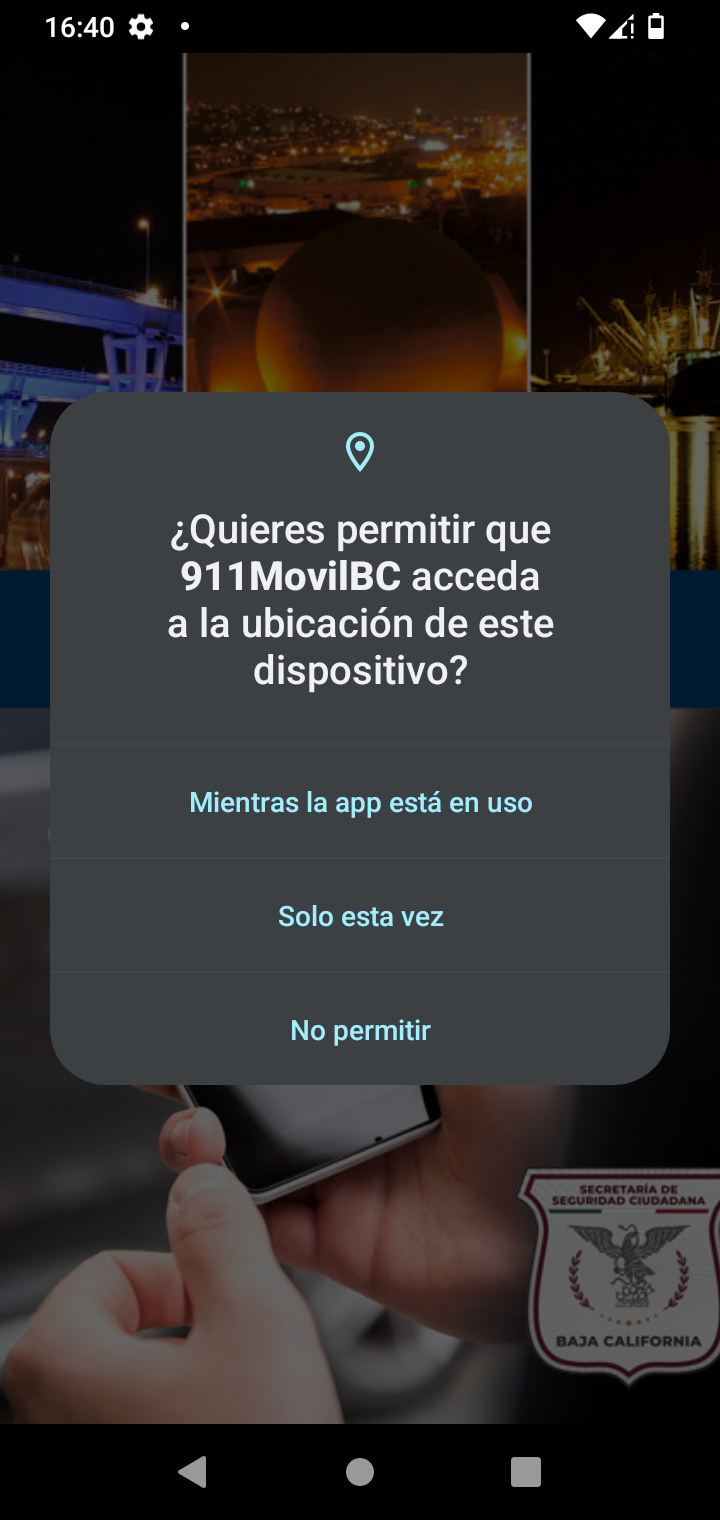 16:40
¿Quieres permitir que
911MovilBC acceda
a la ubicación de este
dispositivo?
Mientras la app está en uso
Solo esta vez
No permitir
SECRETARÍA DE
SEGURIDAD CIUDADANA
BAJA CALIFORNIA